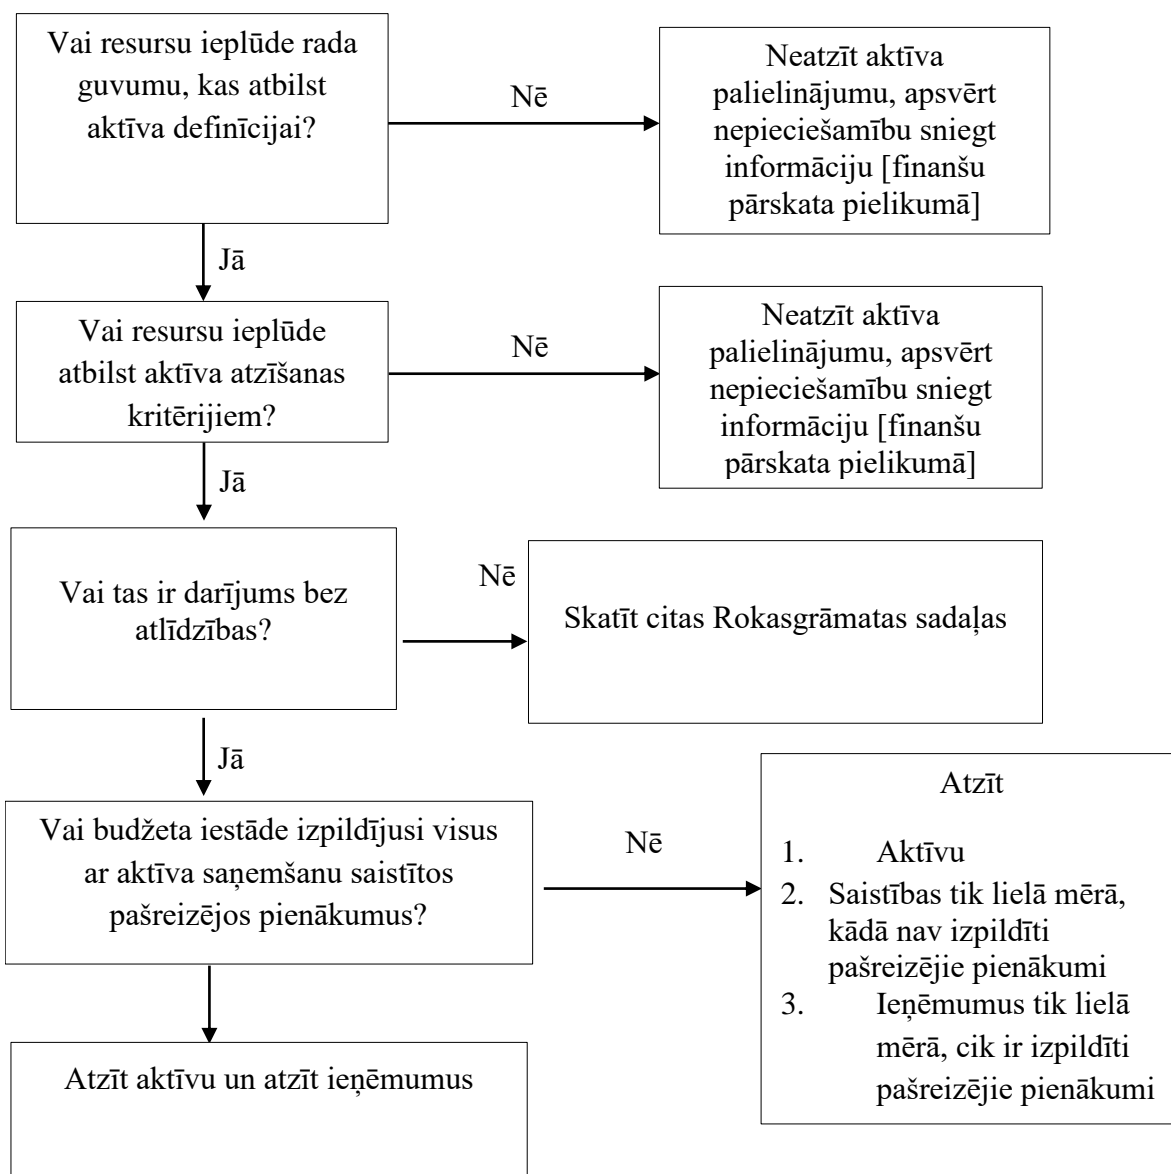 Vai resursu ieplūde rada
guvumu, kas atbilst
aktīva definīcijai?
Nē
Neatzīt aktīva
palielinājumu, apsvērt
nepieciešamību sniegt
informāciju [finanšu
pārskata pielikumā]
Jā
Vai resursu ieplūde
atbilst aktīva atzīšanas
kritērijiem?
Nē
Neatzīt aktīva
palielinājumu, apsvērt
nepieciešamību sniegt
informāciju [finanšu
pārskata pielikumā]
Jā
Vai tas ir darījums bez
atlīdzības?
Nē
Skatīt citas Rokasgrāmatas sadaļas
Jā
Vai budžeta iestāde izpildījusi visus
ar aktīva saņemšanu saistītos
pašreizējos pienākumus?
Nē
Atzīt
1. Aktīvu
2. Saistības tik lielā mērā,
kādā nav izpildīti
pašreizējie pienākumi
3. Ieņēmumus tik lielā
mērā, cik ir izpildīti
pašreizējie pienākumi
Atzīt aktīvu un atzīt ieņēmumus